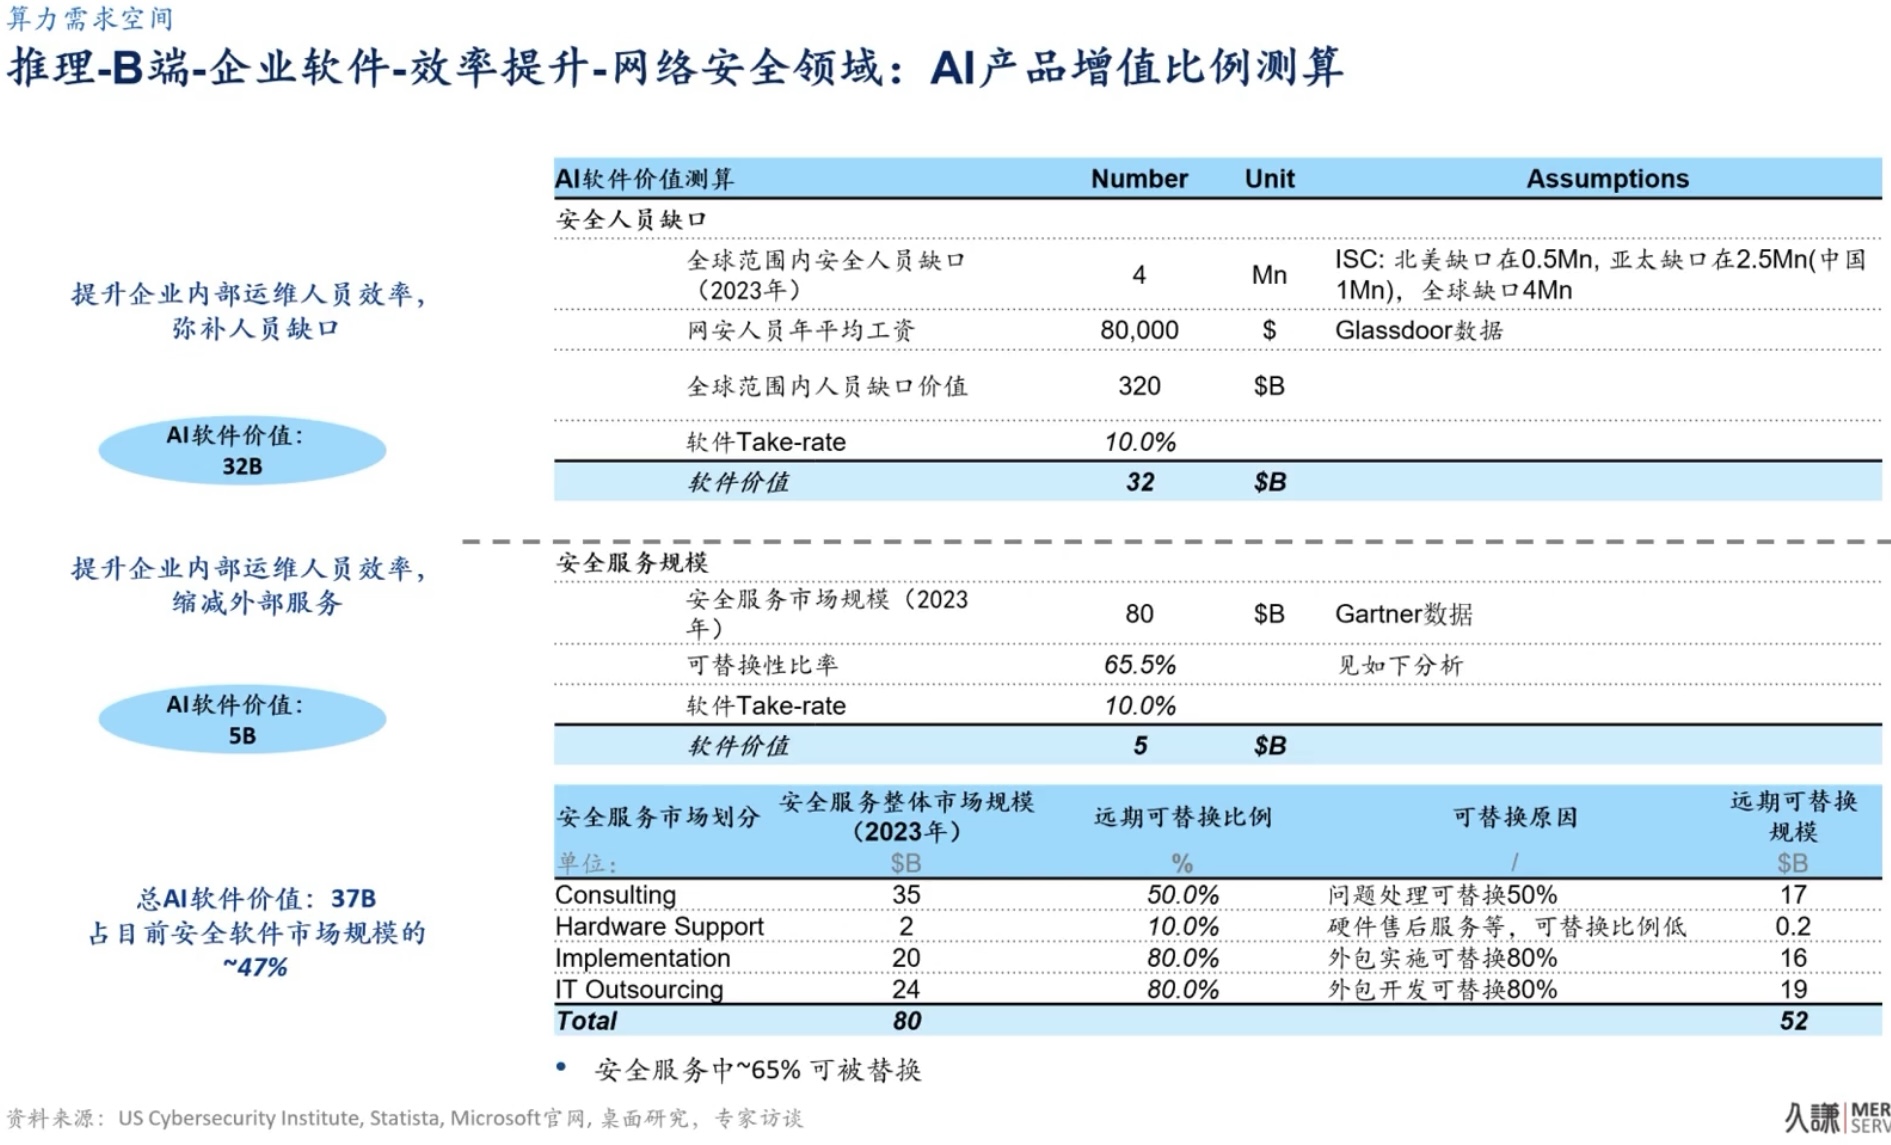 算力需求空间
推理-B端-企业软件-效率提升-网络安全领域：AI产品增值比例测算
提升企业内部运维人员效率，
弥补人员缺口
AI软件价值：
32B
提升企业内部运维人员效率，
缩减外部服务
AI软件价值：
5B
总AI软件价值：37B
占目前安全软件市场规模的
~47%
AI软件价值测算 Number Unit Assumptions
安全人员缺口
全球范围内安全人员缺口
（2023年） 4 Mn ISC: 北美缺口在0.5Mn, 亚太缺口在2.5Mn(中国
1Mn)，全球缺口4Mn
网安人员年平均工资 80,000 $ Glassdoor数据
全球范围内人员缺口价值 320 $B
软件Take-rate 10.0%
软件价值 32 $B
安全服务规模
安全服务市场规模（2023
年） 80 $B Gartner数据
可替换性比率 65.5% 见如下分析
软件Take-rate 10.0%
软件价值 5 $B
安全服务市场划分 安全服务整体市场规模
（2023年） 远期可替换比例 可替换原因 远期可替换
规模
单位： $B % / $B
Consulting 35 50.0% 问题处理可替换50% 17
Hardware Support 2 10.0% 硬件售后服务等，可替换比例低 0.2
Implementation 20 80.0% 外包实施可替换80% 16
IT Outsourcing 24 80.0% 外包开发可替换80% 19
Total 80 52
• 安全服务中~65% 可被替换
资料来源：US Cybersecurity Institute, Statista, Microsoft官网, 桌面研究，专家访谈
久谦 MER
SERV